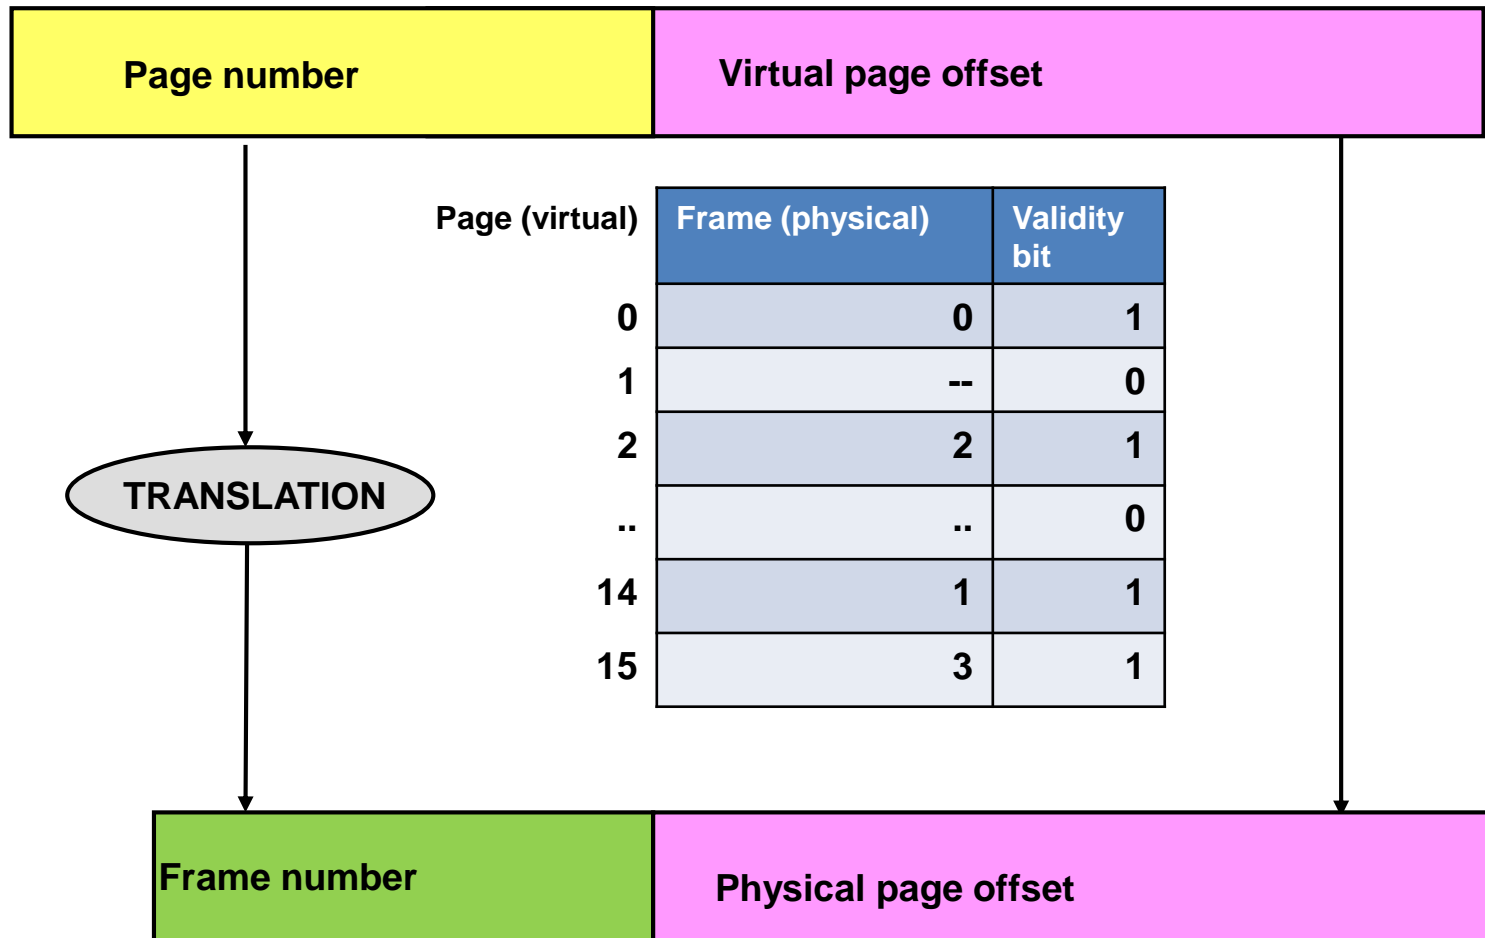 Page number Virtual page offset
Page (virtual) Frame (physical) Validity
bit
0 0 1
1 -- 0
2 2 1
TRANSLATION
.. .. 0
14 1 1
15 3 1
Frame number Physical page offset